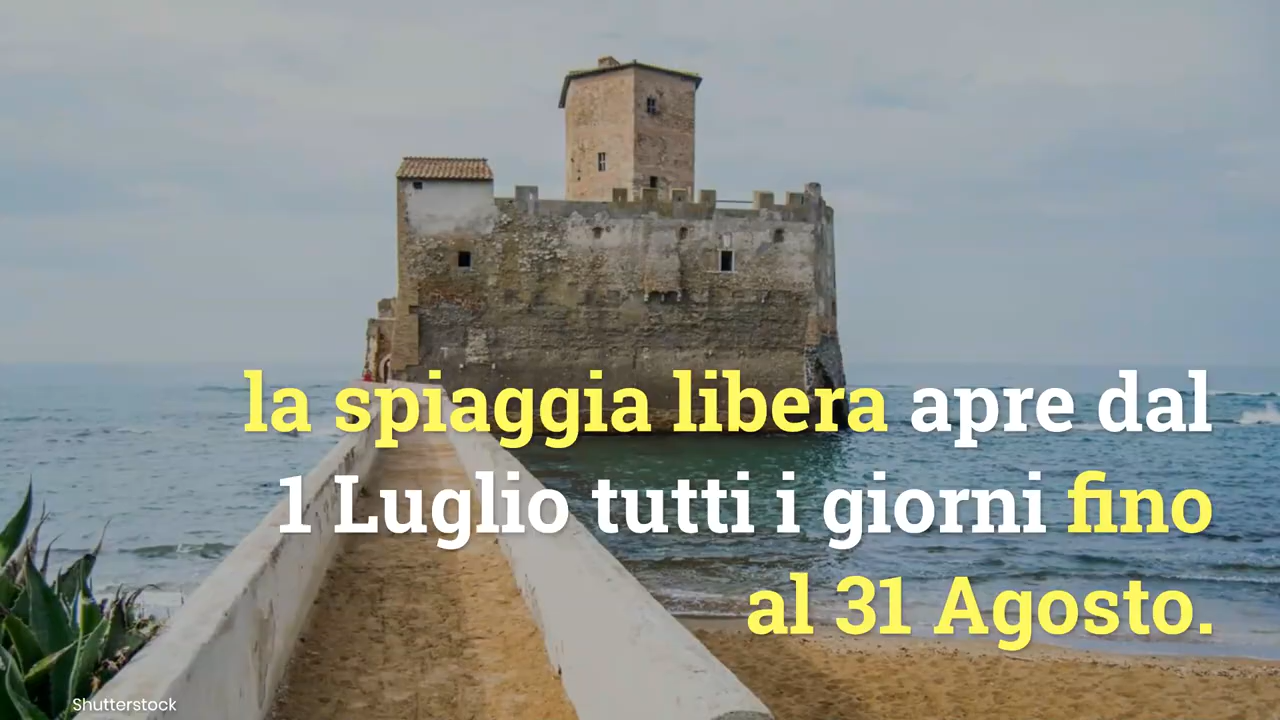 la spiaggia libera apre dal
1 Luglio tutti i giorni fino
al 31 Agosto.
Shutterstock